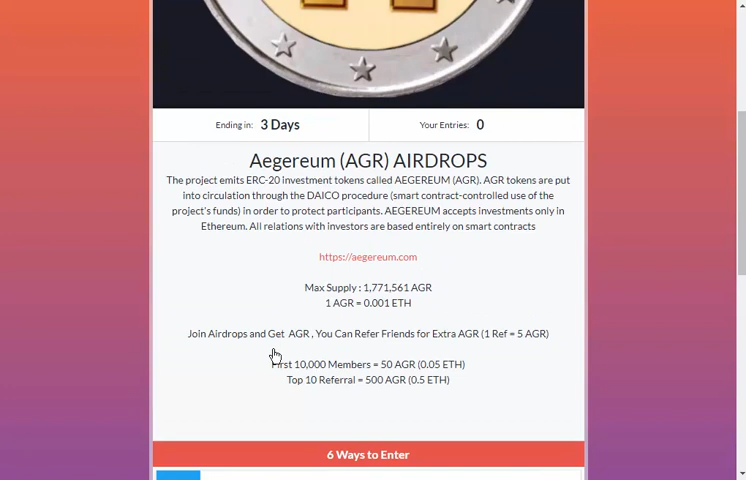 Ending in: 3 Days
Your Entries: 0
Aegereum (AGR) AIRDROPS
The project emits ERC-20 investment tokens called AEGEREUM (AGR). AGR tokens are put
into circulation through the DAICO procedure (smart contract-controlled use of the
project's funds) in order to protect participants. AEGEREUM accepts investments only in
Ethereum. All relations with investors are based entirely on smart contracts
https://aegereum.com
Max Supply : 1,771,561 AGR
1 AGR = 0.001 ETH
Join Airdrops and Get AGR , You Can Refer Friends for Extra AGR (1 Ref = 5 AGR)
First 10,000 Members = 50 AGR (0.05 ETH)
Top 10 Referral = 500 AGR (0.5 ETH)
6 Ways to Enter